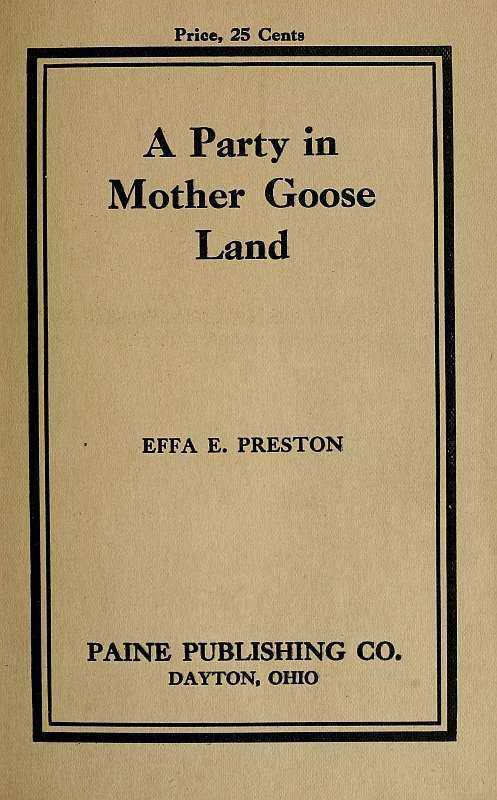 Price, 25 Cents
A Party in
Mother Goose
Land
EFFA E. PRESTON
PAINE PUBLISHING CO.
DAYTON, OHIO